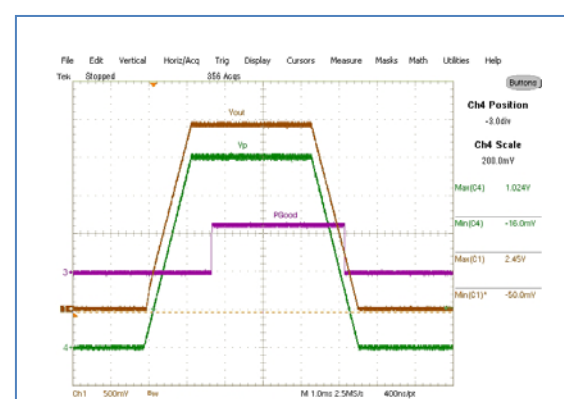 File Edit Vertical Horiz/Acq Trig Display Cursors Measure Masks Math Utilities Help
Tek Stopped 356 Acqs
Buttons
Ch4 Position
-3.0div
Ch4 Scale
200.0mV
Max(C4) 1.024V
Min(C4) -16.0mV
Max(C1) 2.45V
Min(C1)* -50.0mV
Vout
Vp
PGood
3
4
Ch1 500mV Bw M 1.0ms 2.5MS/s 400ns/pt